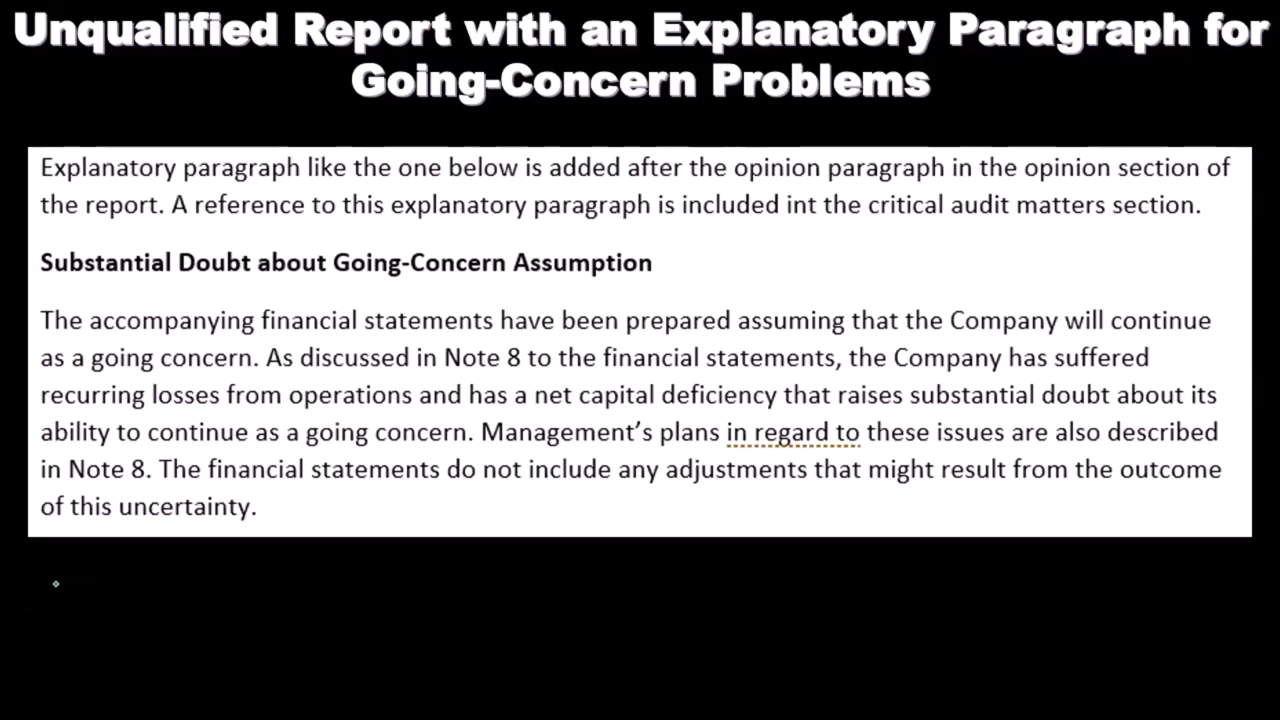 Unqualified Report with an Explanatory Paragraph for
Going-Concern Problems
Explanatory paragraph like the one below is added after the opinion paragraph in the opinion section of
the report. A reference to this explanatory paragraph is included int the critical audit matters section.
Substantial Doubt about Going-Concern Assumption
The accompanying financial statements have been prepared assuming that the Company will continue
as a going concern. As discussed in Note 8 to the financial statements, the Company has suffered
recurring losses from operations and has a net capital deficiency that raises substantial doubt about its
ability to continue as a going concern. Management’s plans in regard to these issues are also described
in Note 8. The financial statements do not include any adjustments that might result from the outcome
of this uncertainty.